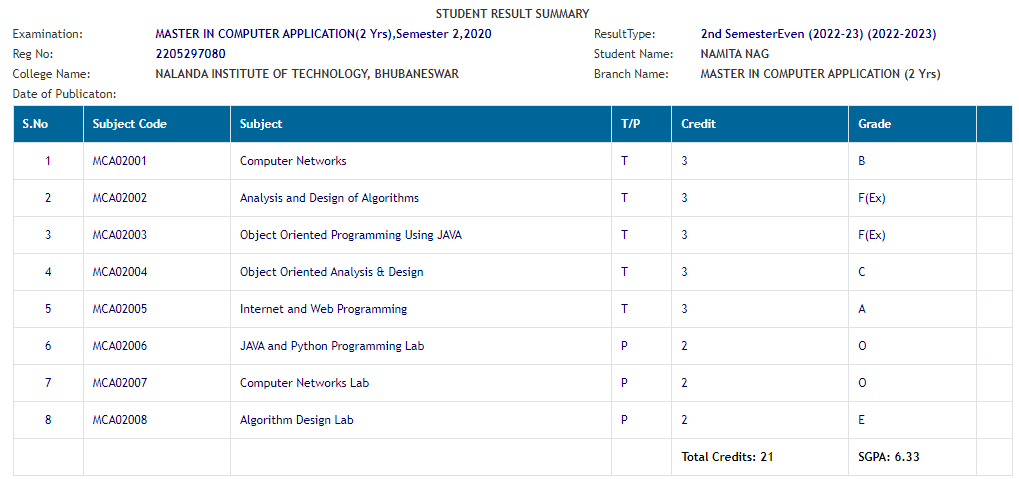 STUDENT RESULT SUMMARY
Examination: MASTER IN COMPUTER APPLICATION(2 Yrs),Semester 2,2020 ResultType: 2nd SemesterEven (2022-23) (2022-2023)
Reg No: 2205297080 Student Name: NAMITA NAG
College Name: NALANDA INSTITUTE OF TECHNOLOGY, BHUBANESWAR Branch Name: MASTER IN COMPUTER APPLICATION (2 Yrs)
Date of Publicaton:
S.No Subject Code Subject T/P Credit Grade
1 MCA02001 Computer Networks T 3 B
2 MCA02002 Analysis and Design of Algorithms T 3 F(Ex)
3 MCA02003 Object Oriented Programming Using JAVA T 3 F(Ex)
4 MCA02004 Object Oriented Analysis & Design T 3 C
5 MCA02005 Internet and Web Programming T 3 A
6 MCA02006 JAVA and Python Programming Lab P 2 O
7 MCA02007 Computer Networks Lab P 2 O
8 MCA02008 Algorithm Design Lab P 2 E
Total Credits: 21 SGPA: 6.33